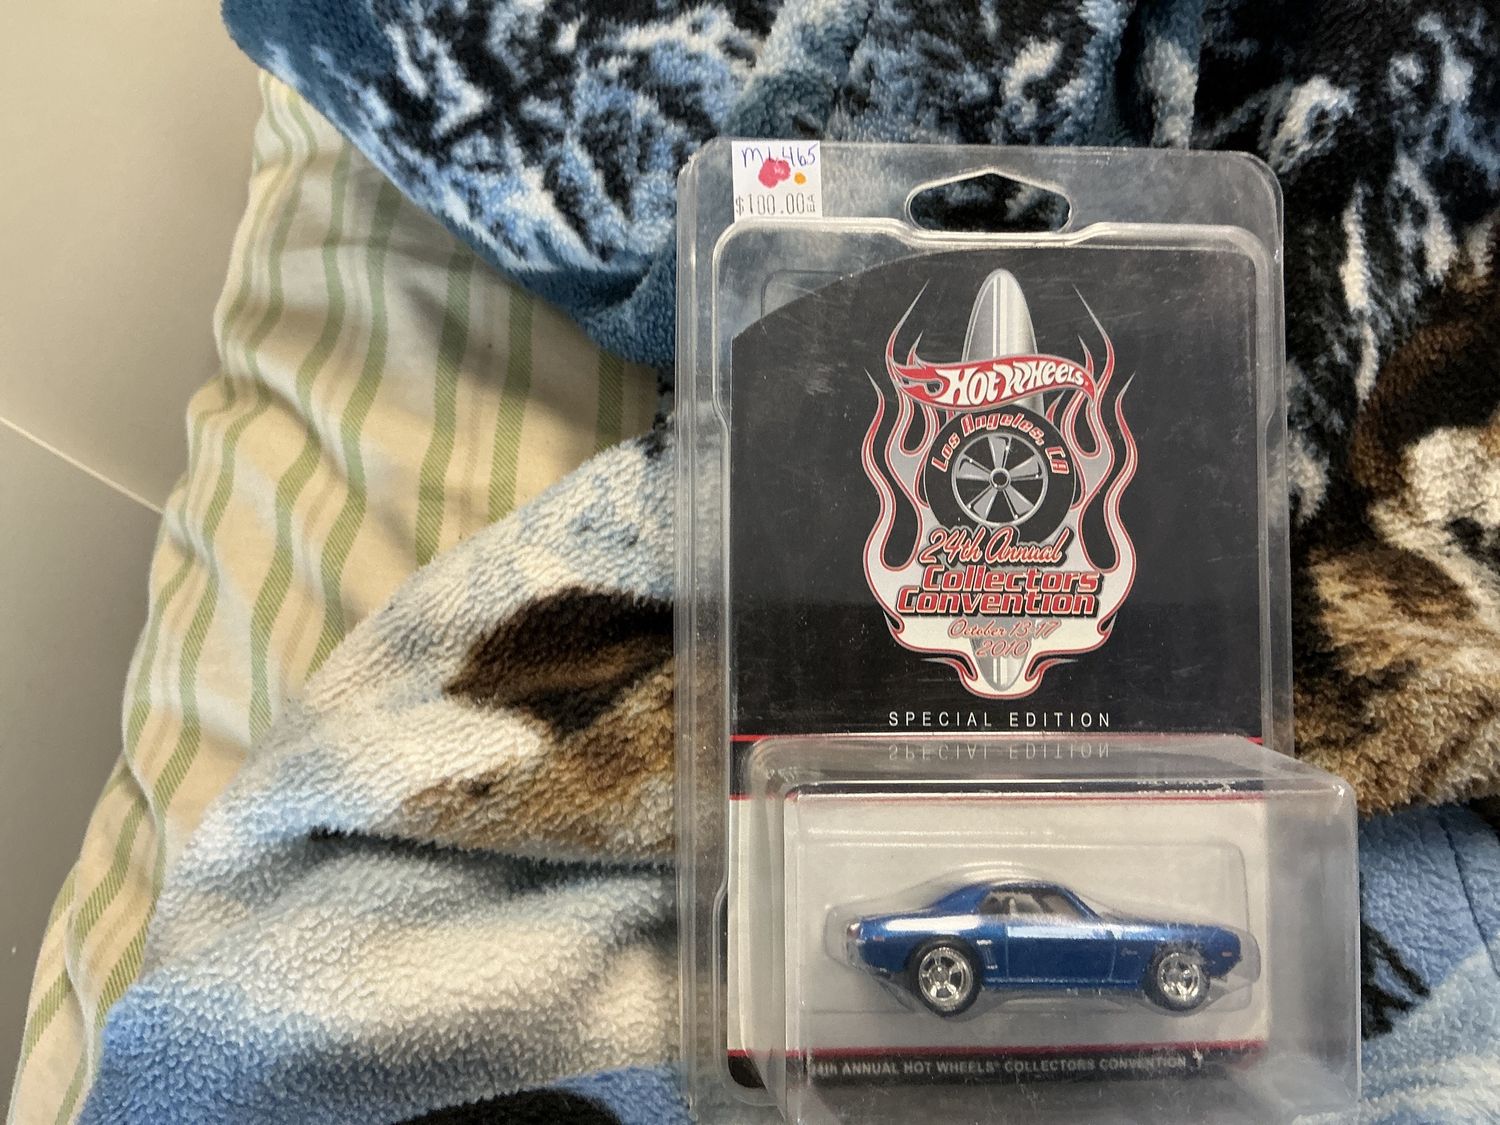 ML465
$100.00
HOT WHEELS
Los Angeles, CA
24th Annual
Collectors
Convention
October 13-17
2010
SPECIAL EDITION
24th ANNUAL HOT WHEELS® COLLECTORS CONVENTION